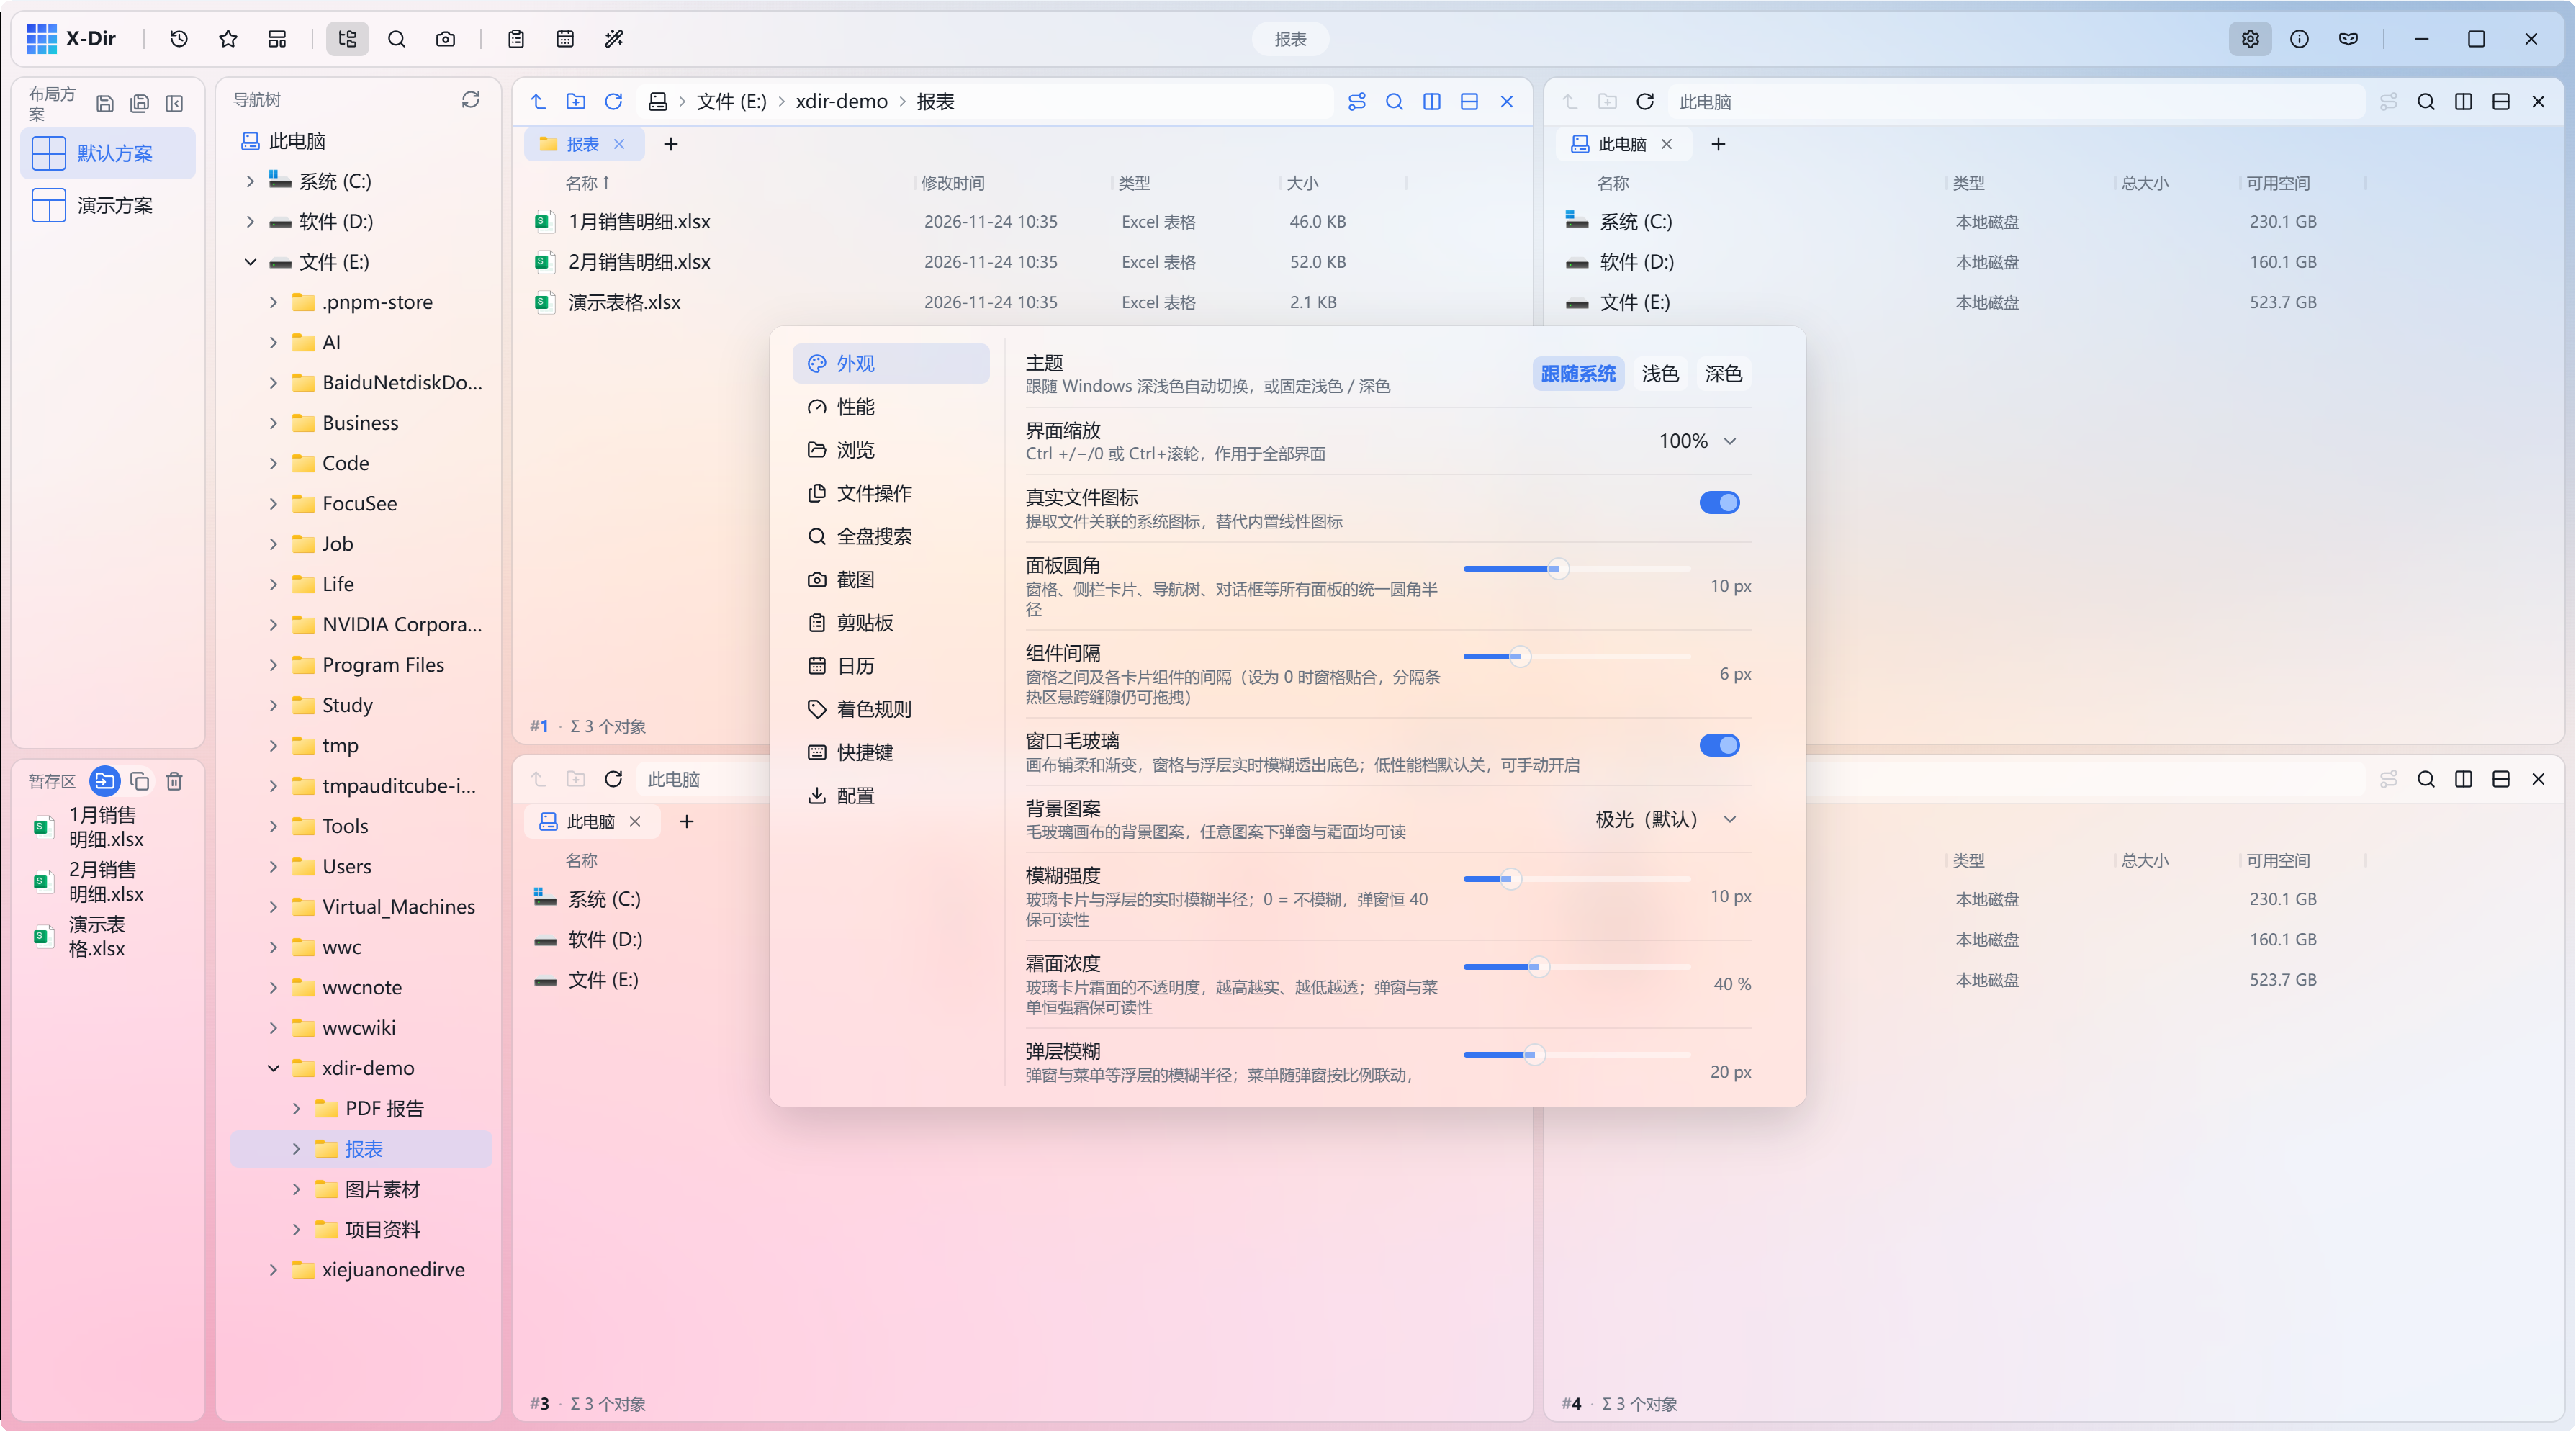 X-Dir
报表
布局方
案
默认方案
演示方案
导航树
此电脑
系统 (C:)
软件 (D:)
文件 (E:)
.pnpm-store
AI
BaiduNetdiskDo...
Business
Code
FocuSee
Job
Life
NVIDIA Corpora...
Program Files
Study
tmp
tmpauditcube-i...
Tools
Users
Virtual_Machines
wwc
wwcnote
wwcwiki
xdir-demo
PDF 报告
报表
图片素材
项目资料
xiejuanonedirve
暂存区
1月销售
明细.xlsx
2月销售
明细.xlsx
演示表
格.xlsx
文件 (E:) xdir-demo 报表
报表
名称 修改时间 类型 大小
1月销售明细.xlsx 2026-11-24 10:35 Excel 表格 46.0 KB
2月销售明细.xlsx 2026-11-24 10:35 Excel 表格 52.0 KB
演示表格.xlsx 2026-11-24 10:35 Excel 表格 2.1 KB
#1 · Σ 3 个对象
此电脑
此电脑
名称 类型 总大小 可用空间
系统 (C:) 本地磁盘 230.1 GB
软件 (D:) 本地磁盘 160.1 GB
文件 (E:) 本地磁盘 523.7 GB
外观
性能
浏览
文件操作
全盘搜索
截图
剪贴板
日历
着色规则
快捷键
配置
主题
跟随 Windows 深浅色自动切换，或固定浅色 / 深色
跟随系统 浅色 深色
界面缩放
Ctrl +/−/0 或 Ctrl+滚轮，作用于全部界面
100%
真实文件图标
提取文件关联的系统图标，替代内置线性图标
面板圆角
窗格、侧栏卡片、导航树、对话框等所有面板的统一圆角半
径
10 px
组件间隔
窗格之间及各卡片组件的间隔（设为 0 时窗格贴合，分隔条
热区悬跨缝隙仍可拖拽）
6 px
窗口毛玻璃
画布铺柔和渐变，窗格与浮层实时模糊透出底色；低性能档默认关，可手动开启
背景图案
毛玻璃画布的背景图案，任意图案下弹窗与霜面均可读
极光（默认）
模糊强度
玻璃卡片与浮层的实时模糊半径；0 = 不模糊，弹窗恒 40
保可读性
10 px
霜面浓度
玻璃卡片霜面的不透明度，越高越实、越低越透；弹窗与菜
单恒强霜保可读性
40 %
弹层模糊
弹窗与菜单等浮层的模糊半径；菜单随弹窗按比例联动，
20 px
此电脑
此电脑
名称
系统 (C:)
软件 (D:)
文件 (E:)
#3 · Σ 3 个对象
类型 总大小 可用空间
本地磁盘 230.1 GB
本地磁盘 160.1 GB
本地磁盘 523.7 GB
#4 · Σ 3 个对象